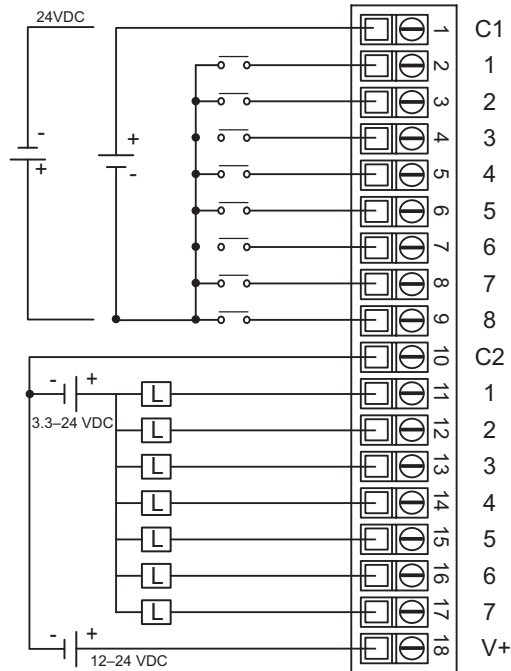 24VDC
1 C1
2 1
3 2
- +
4 3
+ -
5 4
6 5
7 6
8 7
9 8
10 C2
- +
L 11 1
3.3–24 VDC
L 12 2
L 13 3
L 14 4
L 15 5
L 16 6
L 17 7
- + 18 V+
12–24 VDC